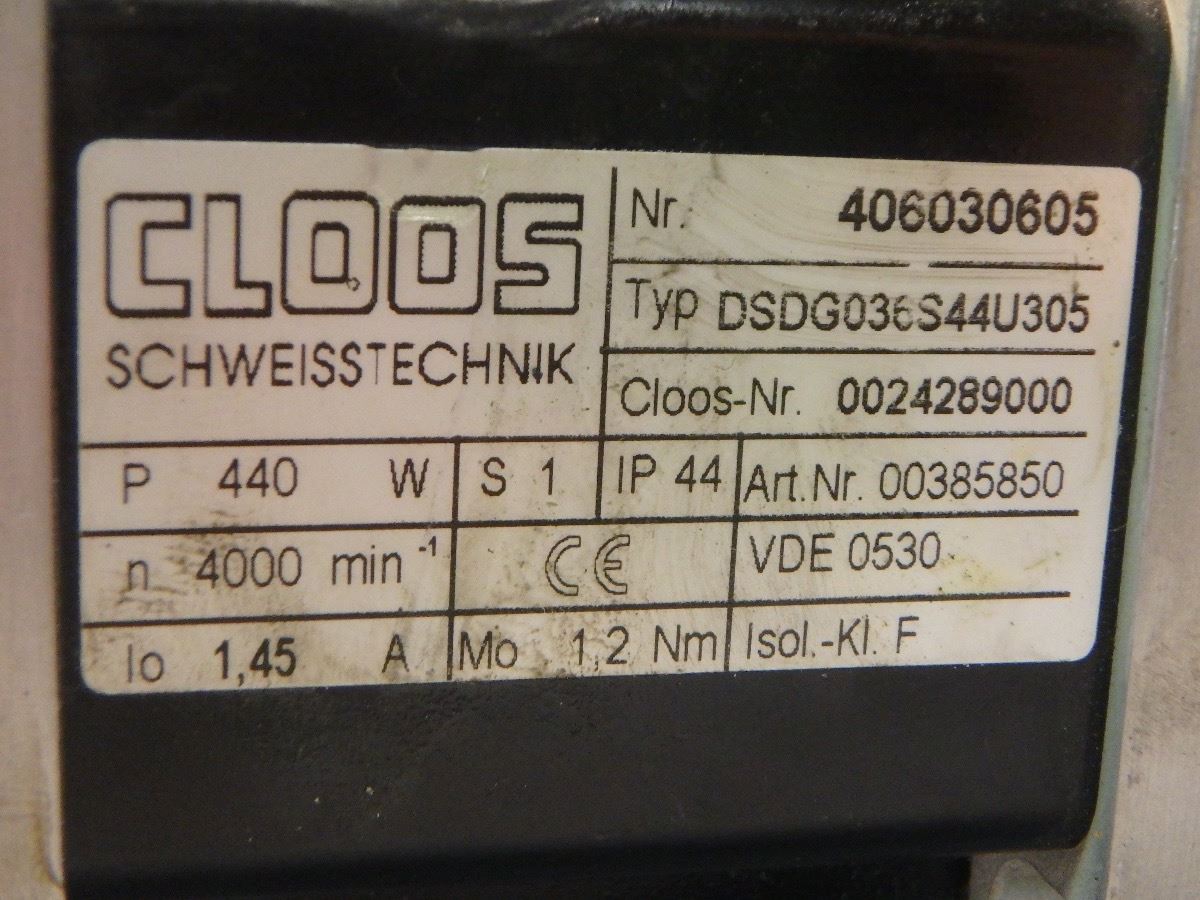 CLOOS
SCHWEISSTECHNIK
Nr. 406030605
Typ DSDG036S44U305
Cloos-Nr. 0024289000
P 440 W S 1 IP 44 Art.Nr. 00385850
n 4000 min⁻¹ CE VDE 0530
Io 1,45 A Mo 1,2 Nm Isol.-Kl. F